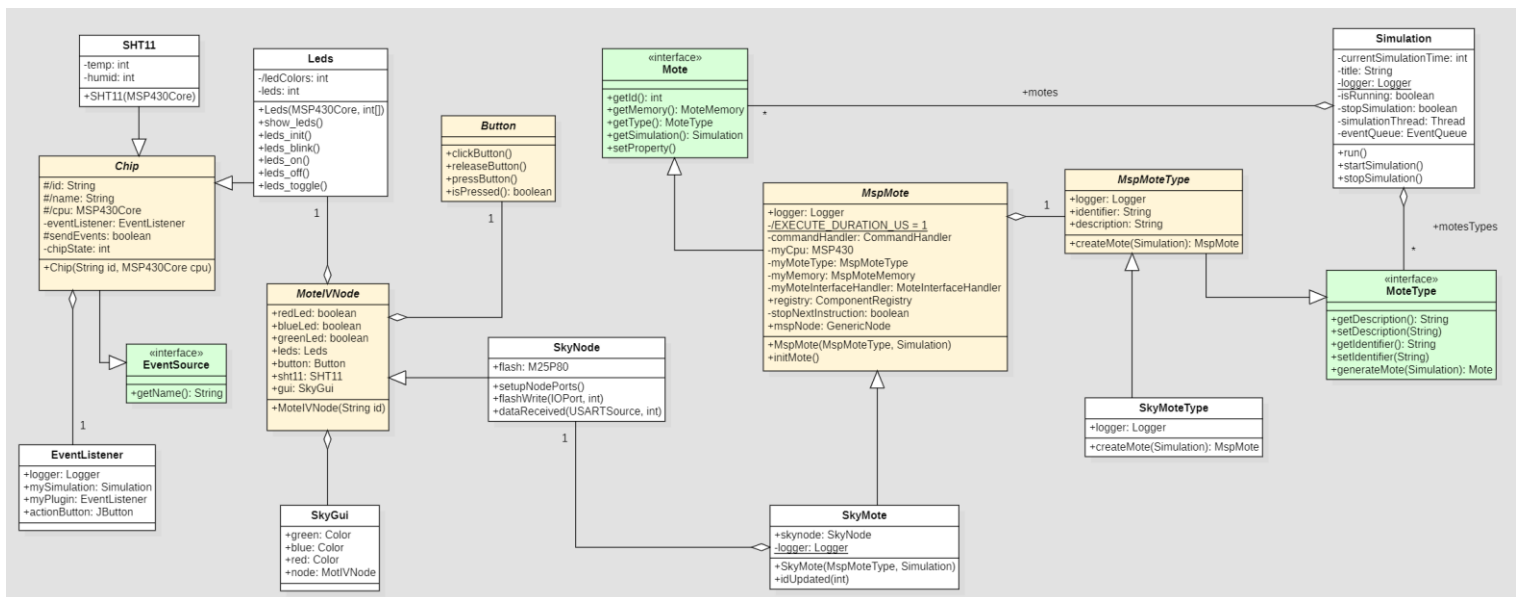 SHT11
-temp: int
-humid: int
+SHT11(MSP430Core)
Leds
-/ledColors: int
-leds: int
+Leds(MSP430Core, int[])
+show_leds()
+leds_init()
+leds_blink()
+leds_on()
+leds_off()
+leds_toggle()
1
Chip
#/id: String
#/name: String
#/cpu: MSP430Core
-eventListener: EventListener
#sendEvents: boolean
-chipState: int
+Chip(String id, MSP430Core cpu)
1
«interface»
EventSource
+getName(): String
EventListener
+logger: Logger
+mySimulation: Simulation
+myPlugin: EventListener
+actionButton: JButton
Button
+clickButton()
+releaseButton()
+pressButton()
+isPressed(): boolean
1
MoteIVNode
+redLed: boolean
+blueLed: boolean
+greenLed: boolean
+leds: Leds
+button: Button
+sht11: SHT11
+gui: SkyGui
+MoteIVNode(String id)
SkyGui
+green: Color
+blue: Color
+red: Color
+node: MotIVNode
SkyNode
+flash: M25P80
+setupNodePorts()
+flashWrite(IOPort, int)
+dataReceived(USARTSource, int)
1
«interface»
Mote
+getId(): int
+getMemory(): MoteMemory
+getType(): MoteType
+getSimulation(): Simulation
+setProperty()
+motes
*
MspMote
+logger: Logger
-/EXECUTE_DURATION_US = 1
-commandHandler: CommandHandler
-myCpu: MSP430
-myMoteType: MspMoteType
-myMemory: MspMoteMemory
-myMoteInterfaceHandler: MoteInterfaceHandler
+registry: ComponentRegistry
-stopNextInstruction: boolean
+mspNode: GenericNode
+MspMote(MspMoteType, Simulation)
+initMote()
1
SkyMote
+skynode: SkyNode
-logger: Logger
+SkyMote(MspMoteType, Simulation)
+idUpdated(int)
MspMoteType
+logger: Logger
+identifier: String
+description: String
+createMote(Simulation): MspMote
SkyMoteType
+logger: Logger
+createMote(Simulation): MspMote
Simulation
-currentSimulationTime: int
-title: String
-logger: Logger
-isRunning: boolean
-stopSimulation: boolean
-simulationThread: Thread
-eventQueue: EventQueue
+run()
+startSimulation()
+stopSimulation()
+motesTypes
*
«interface»
MoteType
+getDescription(): String
+setDescription(String)
+getIdentifier(): String
+setIdentifier(String)
+generateMote(Simulation): Mote